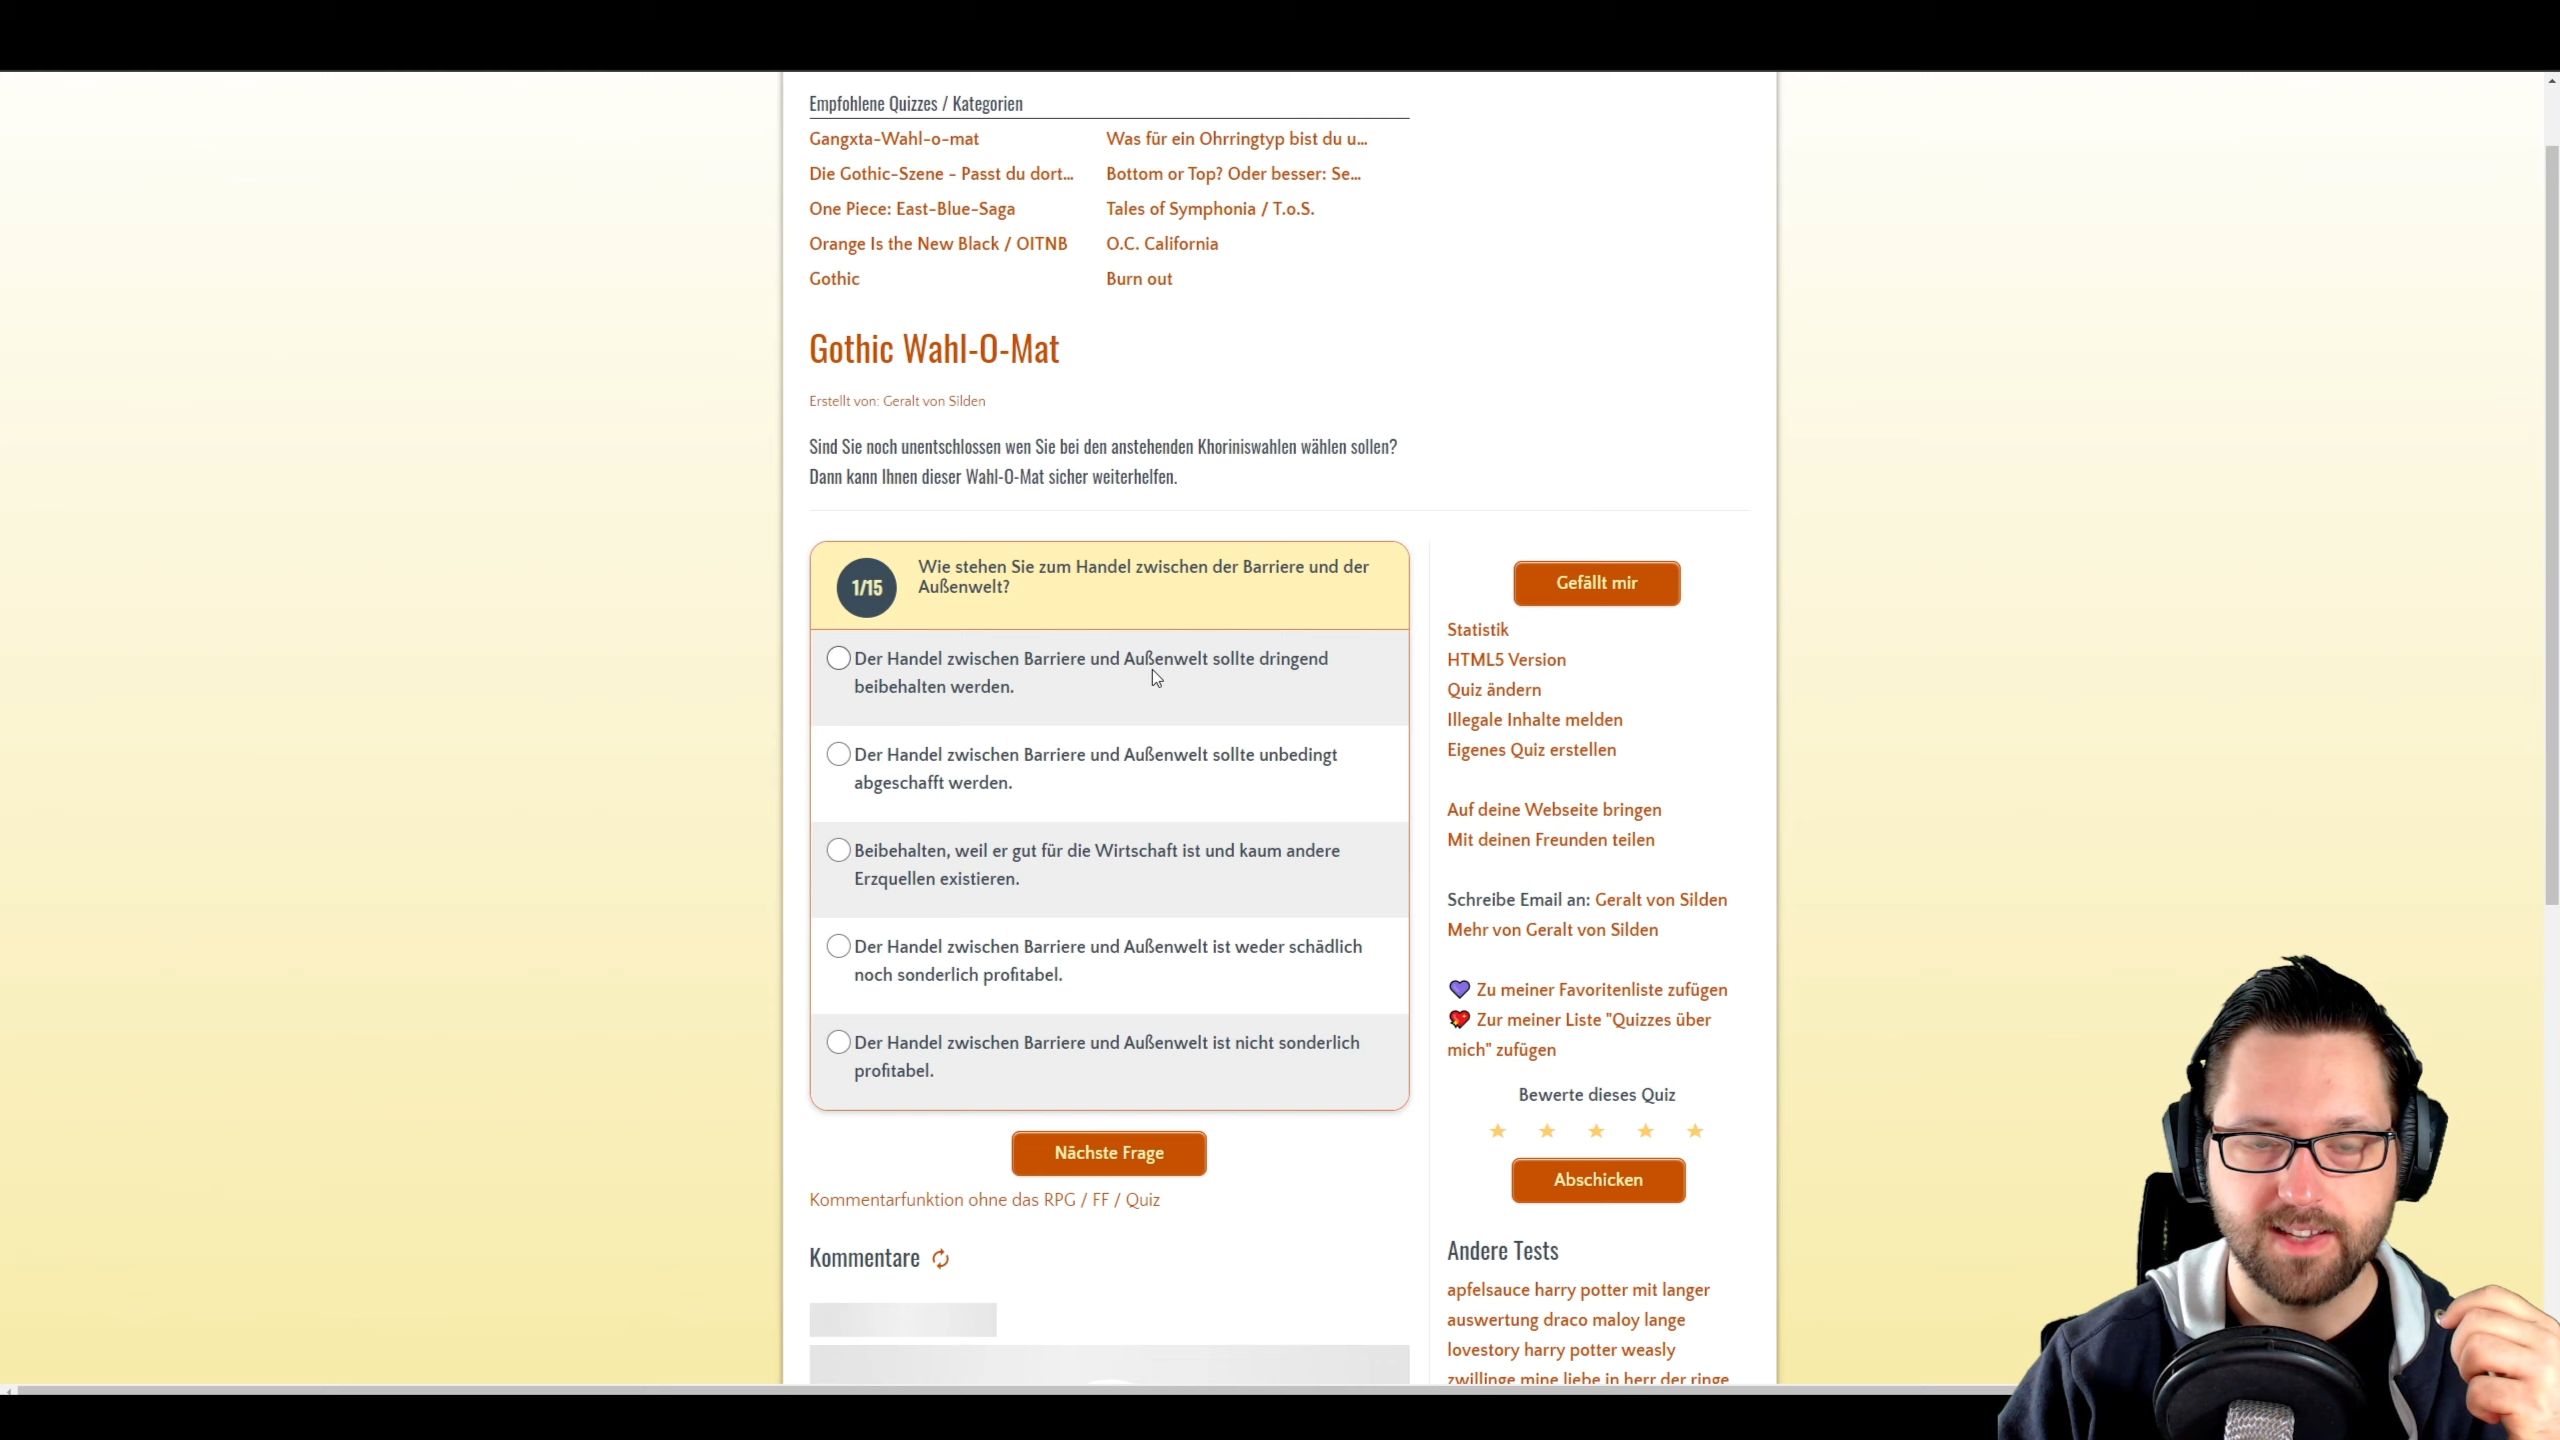 Empfohlene Quizzes / Kategorien
Gangxta-Wahl-o-mat
Was für ein Ohrringtyp bist du u...
Die Gothic-Szene - Passt du dort...
Bottom or Top? Oder besser: Se...
One Piece: East-Blue-Saga
Tales of Symphonia / T.o.S.
Orange Is the New Black / OITNB
O.C. California
Gothic
Burn out
Gothic Wahl-O-Mat
Erstellt von: Geralt von Silden
Sind Sie noch unentschlossen wen Sie bei den anstehenden Khoriniswahlen wählen sollen?
Dann kann Ihnen dieser Wahl-O-Mat sicher weiterhelfen.
1/15
Wie stehen Sie zum Handel zwischen der Barriere und der
Außenwelt?
Der Handel zwischen Barriere und Außenwelt sollte dringend
beibehalten werden.
Der Handel zwischen Barriere und Außenwelt sollte unbedingt
abgeschafft werden.
Beibehalten, weil er gut für die Wirtschaft ist und kaum andere
Erzquellen existieren.
Der Handel zwischen Barriere und Außenwelt ist weder schädlich
noch sonderlich profitabel.
Der Handel zwischen Barriere und Außenwelt ist nicht sonderlich
profitabel.
Nächste Frage
Kommentarfunktion ohne das RPG / FF / Quiz
Kommentare
Gefällt mir
Statistik
HTML5 Version
Quiz ändern
Illegale Inhalte melden
Eigenes Quiz erstellen
Auf deine Webseite bringen
Mit deinen Freunden teilen
Schreibe Email an: Geralt von Silden
Mehr von Geralt von Silden
Zu meiner Favoritenliste zufügen
Zur meiner Liste "Quizzes über
mich" zufügen
Bewerte dieses Quiz
Abschicken
Andere Tests
apfelsauce harry potter mit langer
auswertung draco maloy lange
lovestory harry potter weasly
zwillinge mine liebe in herr der ringe